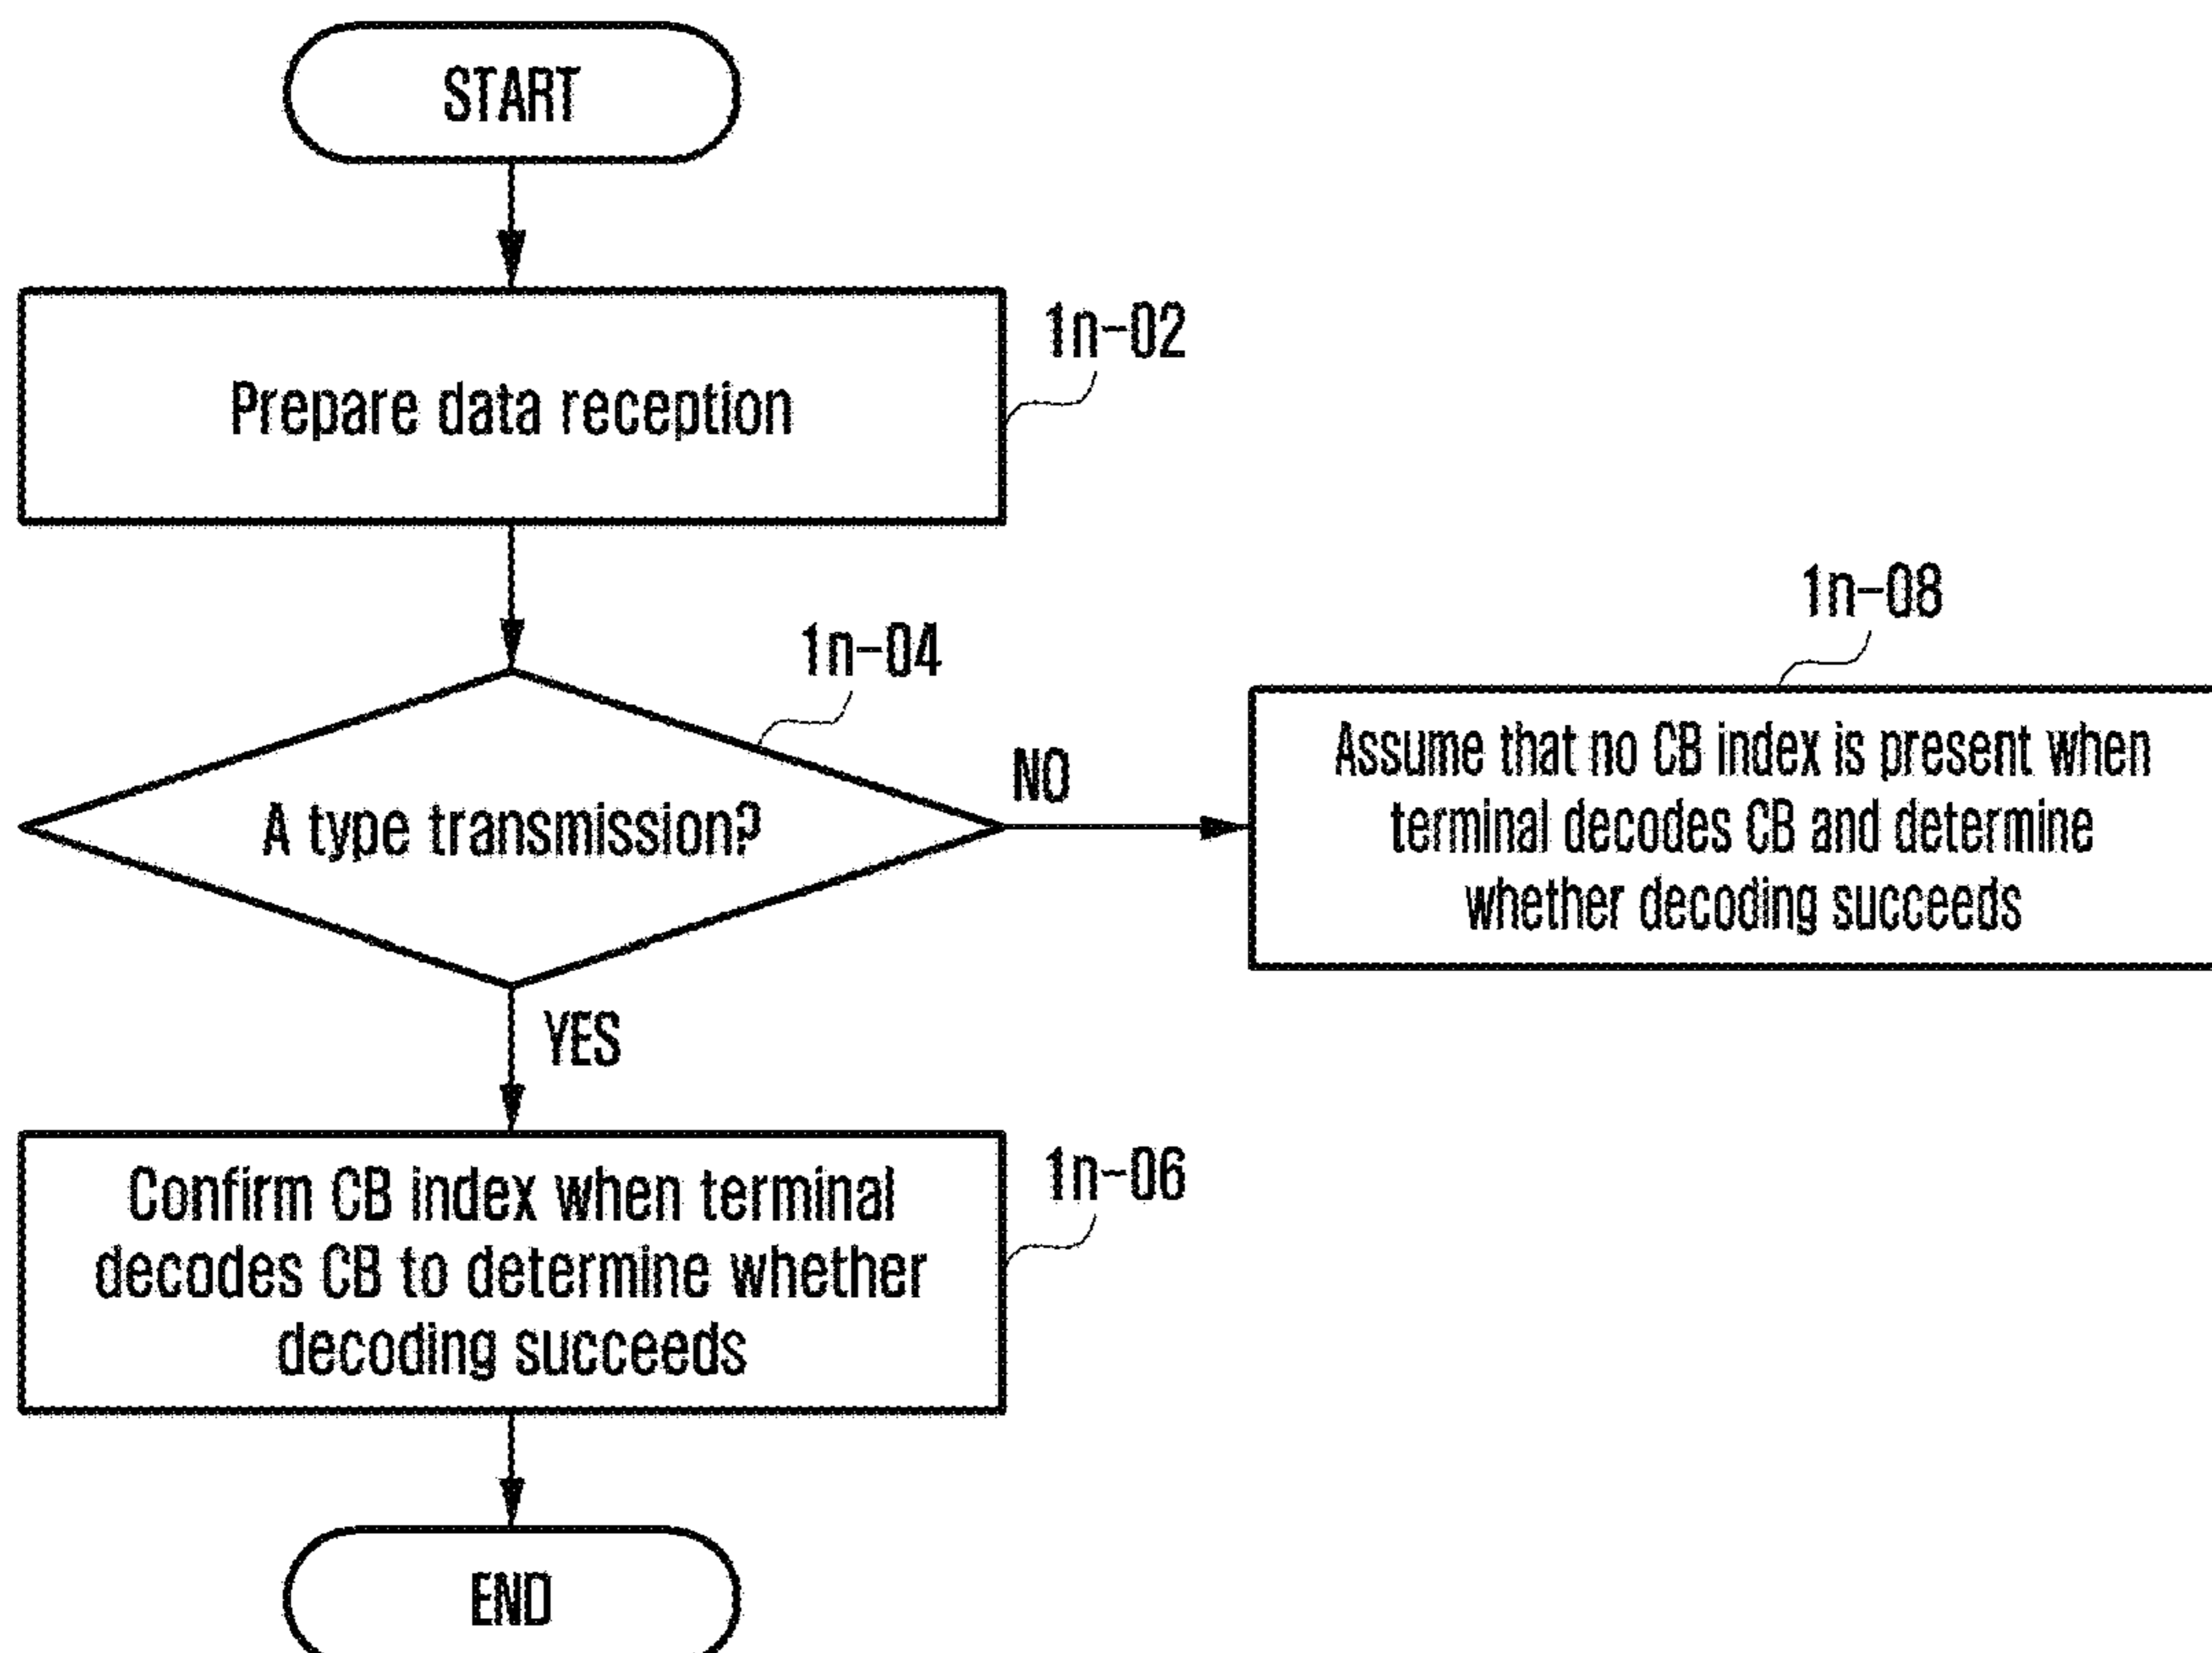 START
1n-02
Prepare data reception
1n-04
A type transmission?
NO
1n-08
Assume that no CB index is present when
terminal decodes CB and determine
whether decoding succeeds
YES
1n-06
Confirm CB index when terminal
decodes CB to determine whether
decoding succeeds
END